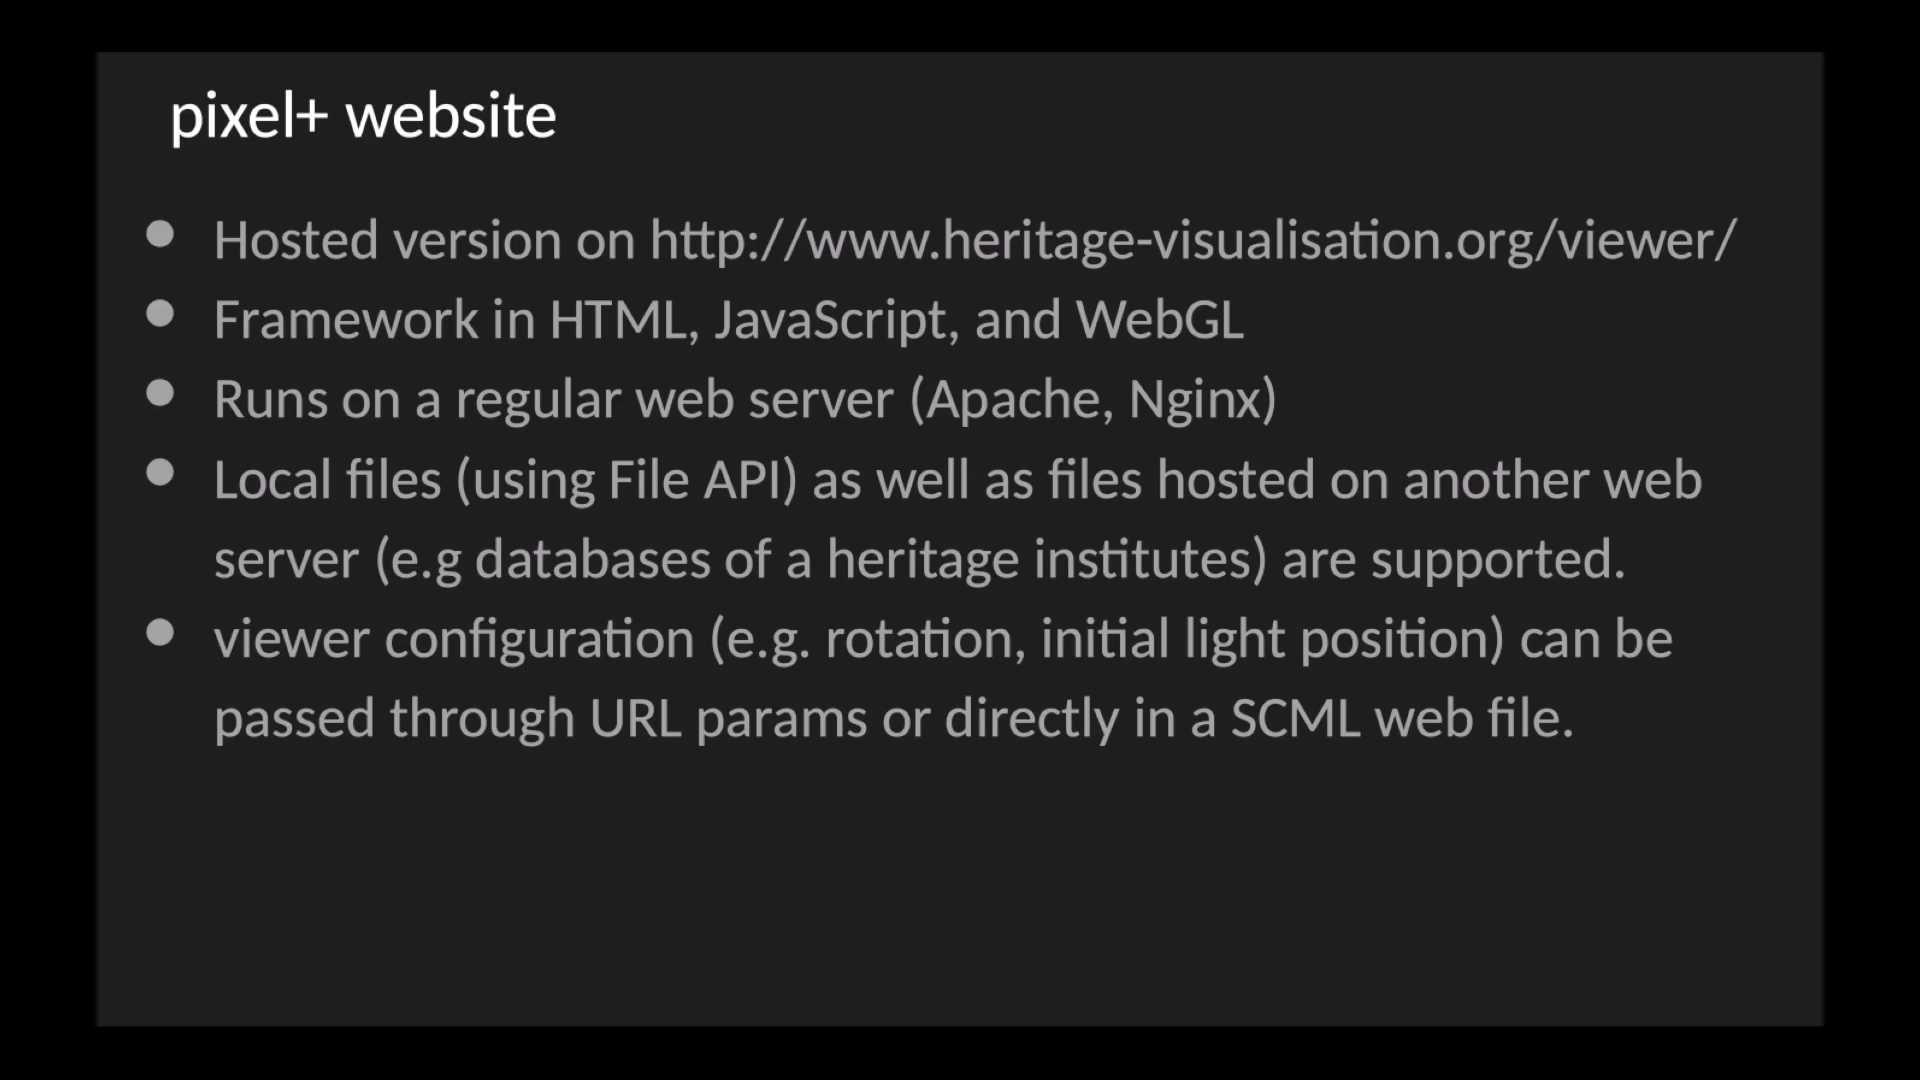 pixel+ website
● Hosted version on http://www.heritage-visualisation.org/viewer/
● Framework in HTML, JavaScript, and WebGL
● Runs on a regular web server (Apache, Nginx)
● Local files (using File API) as well as files hosted on another web
server (e.g databases of a heritage institutes) are supported.
● viewer configuration (e.g. rotation, initial light position) can be
passed through URL params or directly in a SCML web file.